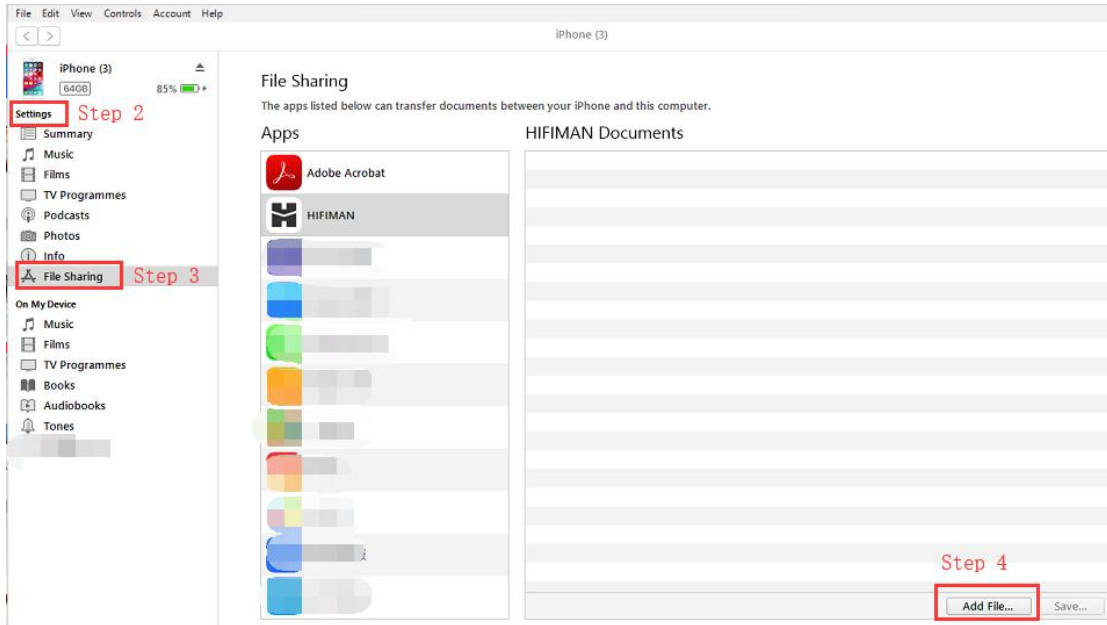 File Edit View Controls Account Help
iPhone (3)
iPhone (3)
64GB 85%
Settings Step 2
Summary
Music
Films
TV Programmes
Podcasts
Photos
Info
File Sharing Step 3
On My Device
Music
Films
TV Programmes
Books
Audiobooks
Tones
File Sharing
The apps listed below can transfer documents between your iPhone and this computer.
Apps
Adobe Acrobat
HIFIMAN
HIFIMAN Documents
Step 4
Add File... Save...